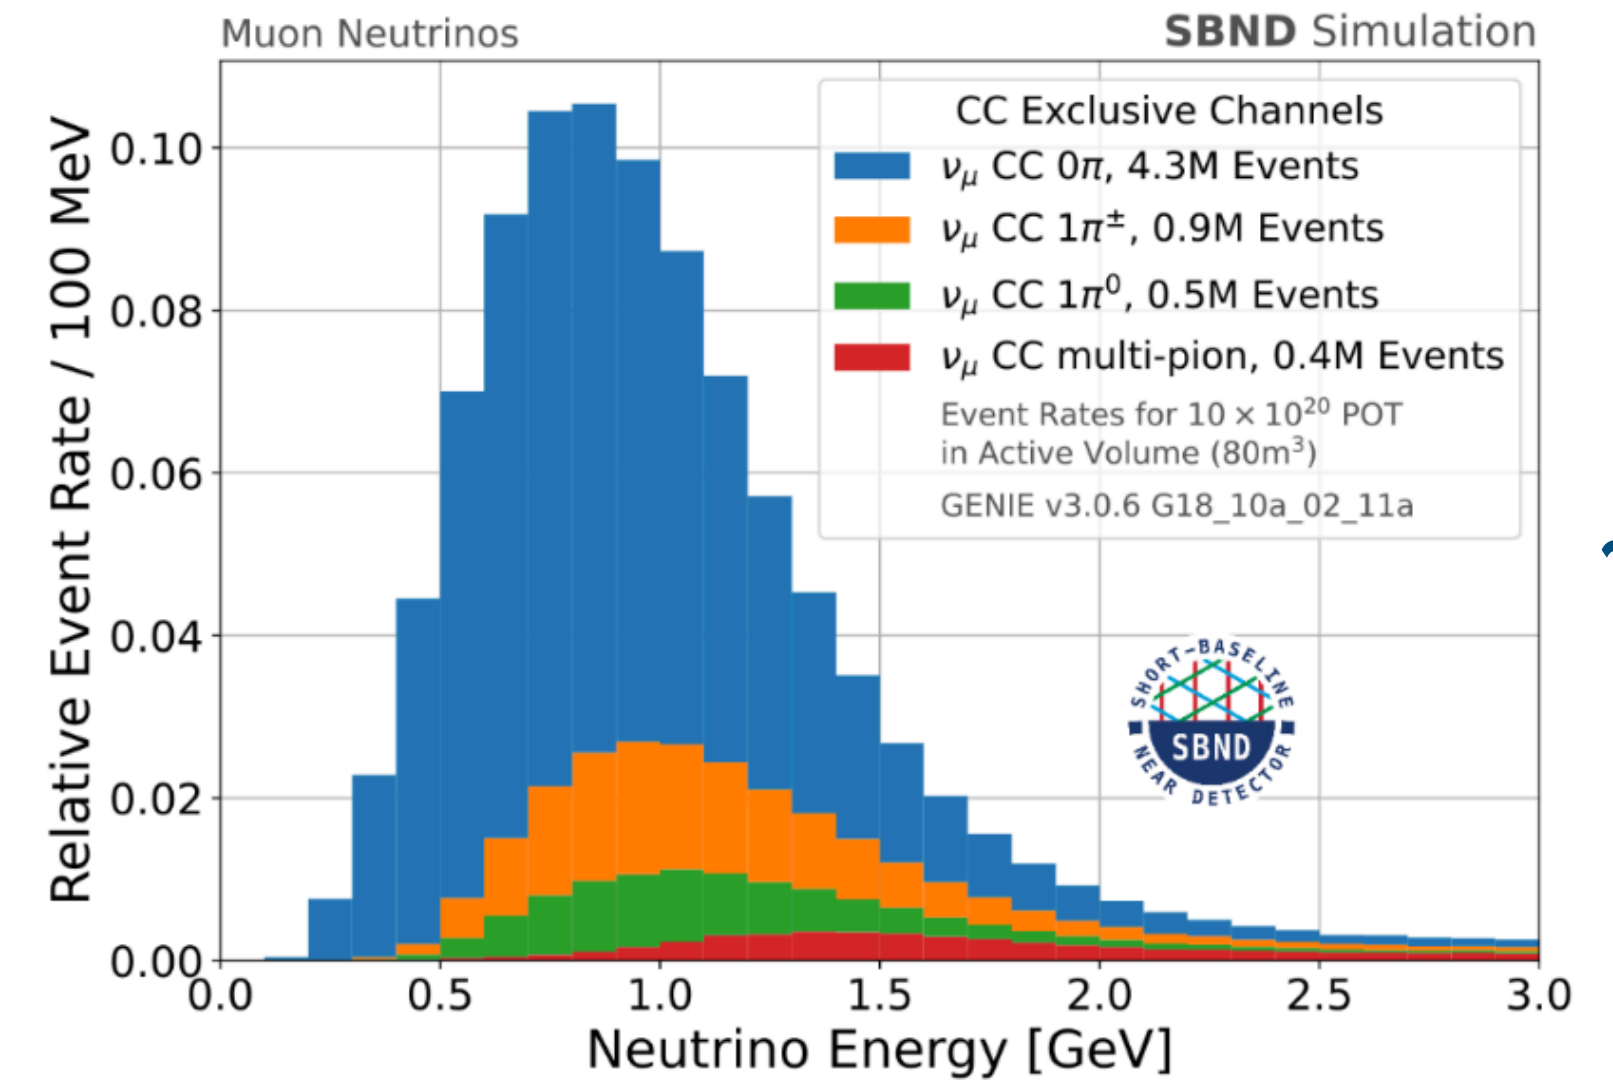 Muon Neutrinos
SBND Simulation
CC Exclusive Channels
νμ CC 0π, 4.3M Events
νμ CC 1π±, 0.9M Events
νμ CC 1π⁰, 0.5M Events
νμ CC multi-pion, 0.4M Events
Event Rates for 10 × 10²⁰ POT
in Active Volume (80m³)
GENIE v3.0.6 G18_10a_02_11a
Relative Event Rate / 100 MeV
0.10
0.08
0.06
0.04
0.02
0.00
SHORT-BASELINE
SBND
NEAR DETECTOR
0.0 0.5 1.0 1.5 2.0 2.5 3.0
Neutrino Energy [GeV]